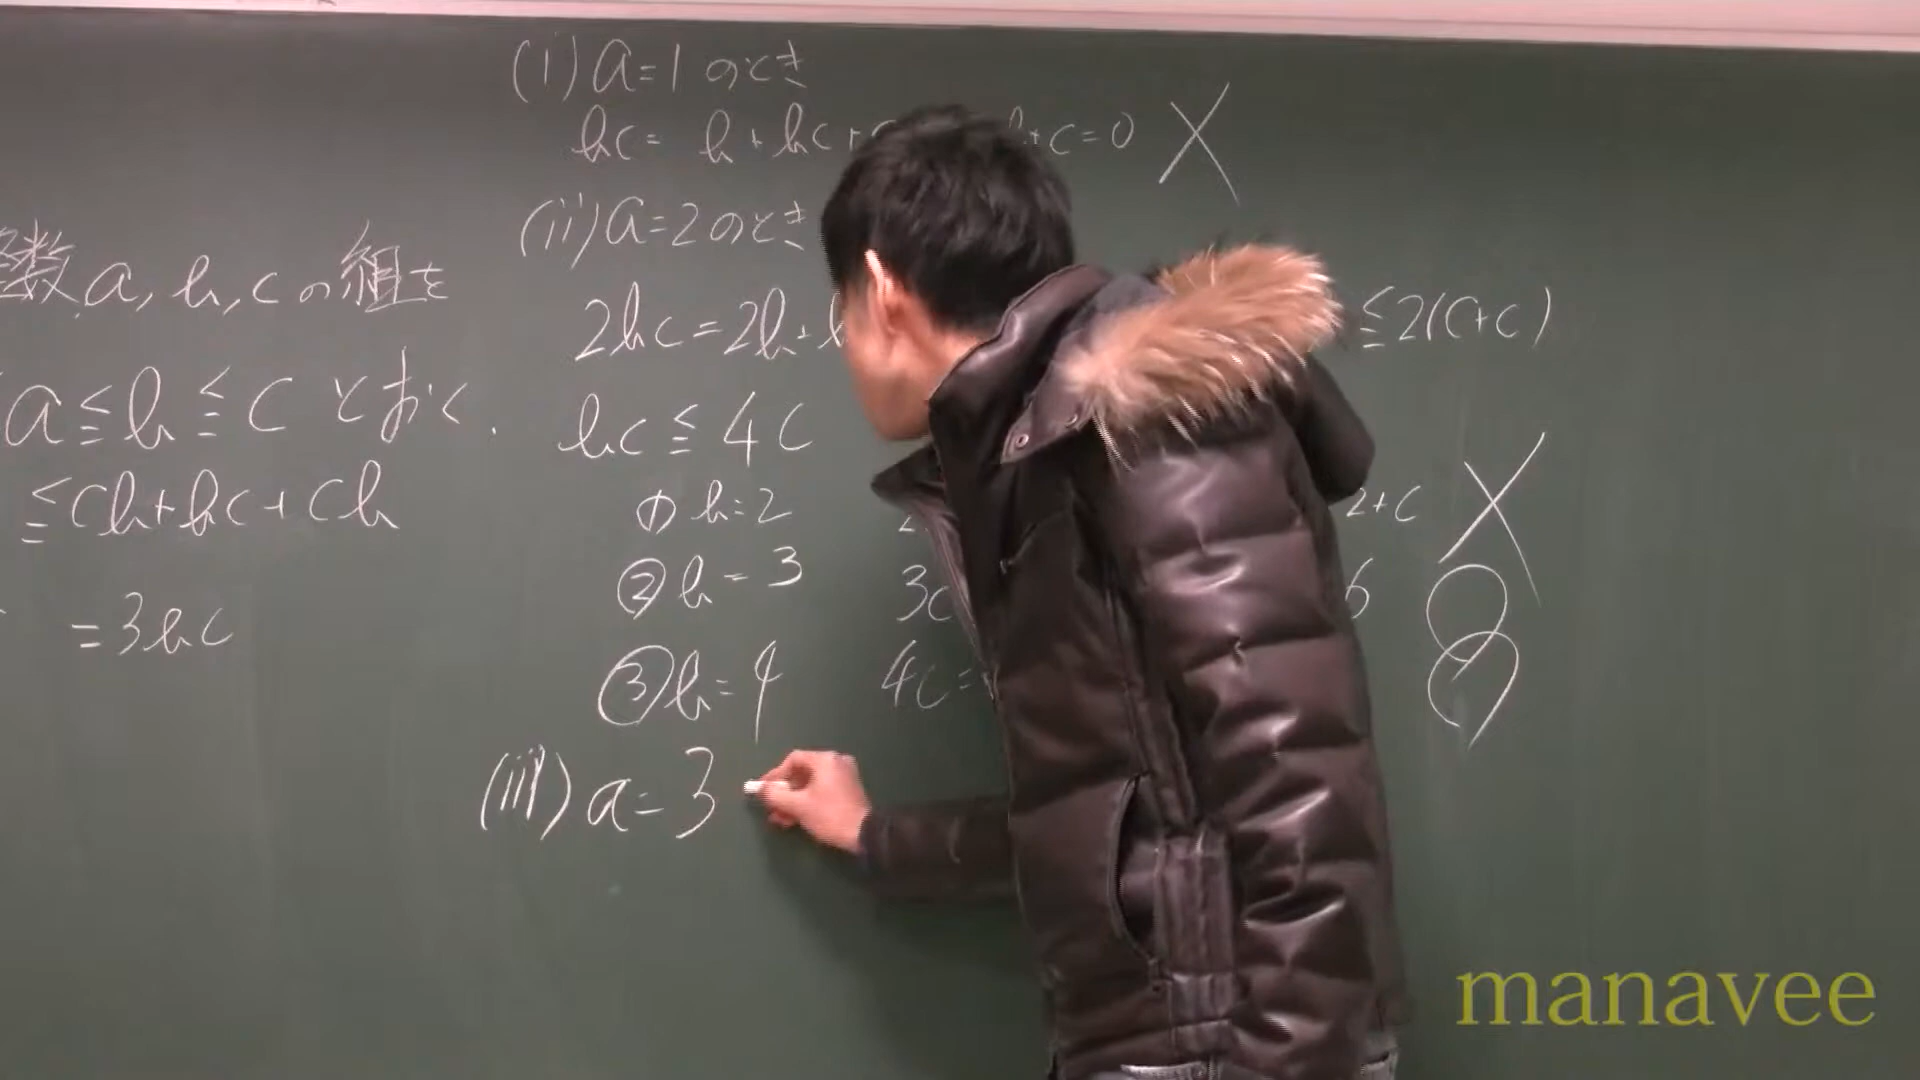 数 a, b, c の組を
a ≦ b ≦ c とおく.
≦ cb + bc + cb
= 3bc
(i) a = 1 のとき
bc = b + bc + c = 0 ×
(ii) a = 2 のとき
2bc = 2b + ≦ 2(c+c)
bc ≦ 4c
① b = 2 2+c ×
② b = 3 3c 6 ○
③ b = 4 4c = ○
(iii) a = 3
manavee